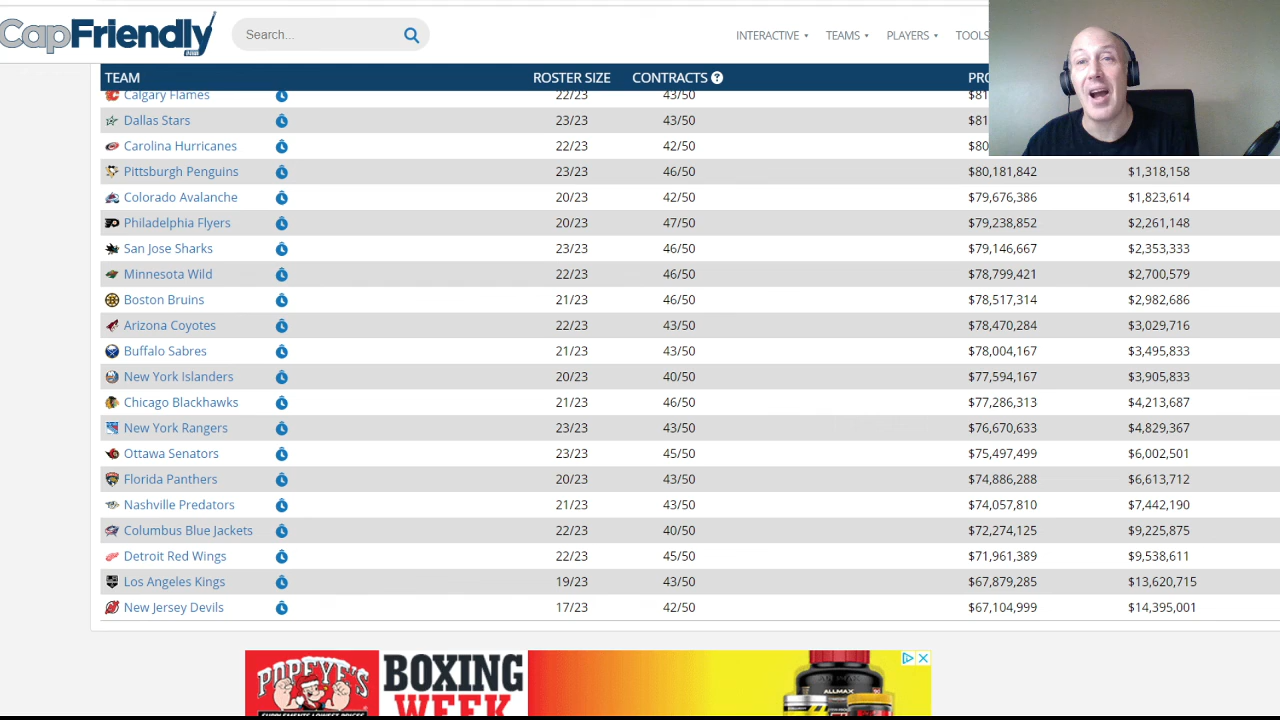 CapFriendly
.com
Search...
INTERACTIVE TEAMS PLAYERS TOOLS
TEAM ROSTER SIZE CONTRACTS ? PRO
Calgary Flames 22/23 43/50 $81
Dallas Stars 23/23 43/50 $81
Carolina Hurricanes 22/23 42/50 $80
Pittsburgh Penguins 23/23 46/50 $80,181,842 $1,318,158
Colorado Avalanche 20/23 42/50 $79,676,386 $1,823,614
Philadelphia Flyers 20/23 47/50 $79,238,852 $2,261,148
San Jose Sharks 23/23 46/50 $79,146,667 $2,353,333
Minnesota Wild 22/23 46/50 $78,799,421 $2,700,579
Boston Bruins 21/23 46/50 $78,517,314 $2,982,686
Arizona Coyotes 22/23 43/50 $78,470,284 $3,029,716
Buffalo Sabres 21/23 43/50 $78,004,167 $3,495,833
New York Islanders 20/23 40/50 $77,594,167 $3,905,833
Chicago Blackhawks 21/23 46/50 $77,286,313 $4,213,687
New York Rangers 23/23 43/50 $76,670,633 $4,829,367
Ottawa Senators 23/23 45/50 $75,497,499 $6,002,501
Florida Panthers 20/23 43/50 $74,886,288 $6,613,712
Nashville Predators 21/23 43/50 $74,057,810 $7,442,190
Columbus Blue Jackets 22/23 40/50 $72,274,125 $9,225,875
Detroit Red Wings 22/23 45/50 $71,961,389 $9,538,611
Los Angeles Kings 19/23 43/50 $67,879,285 $13,620,715
New Jersey Devils 17/23 42/50 $67,104,999 $14,395,001
POPEYE'S
SUPPLEMENTS LOWEST PRICES
BOXING
WEEK
ALLMAX